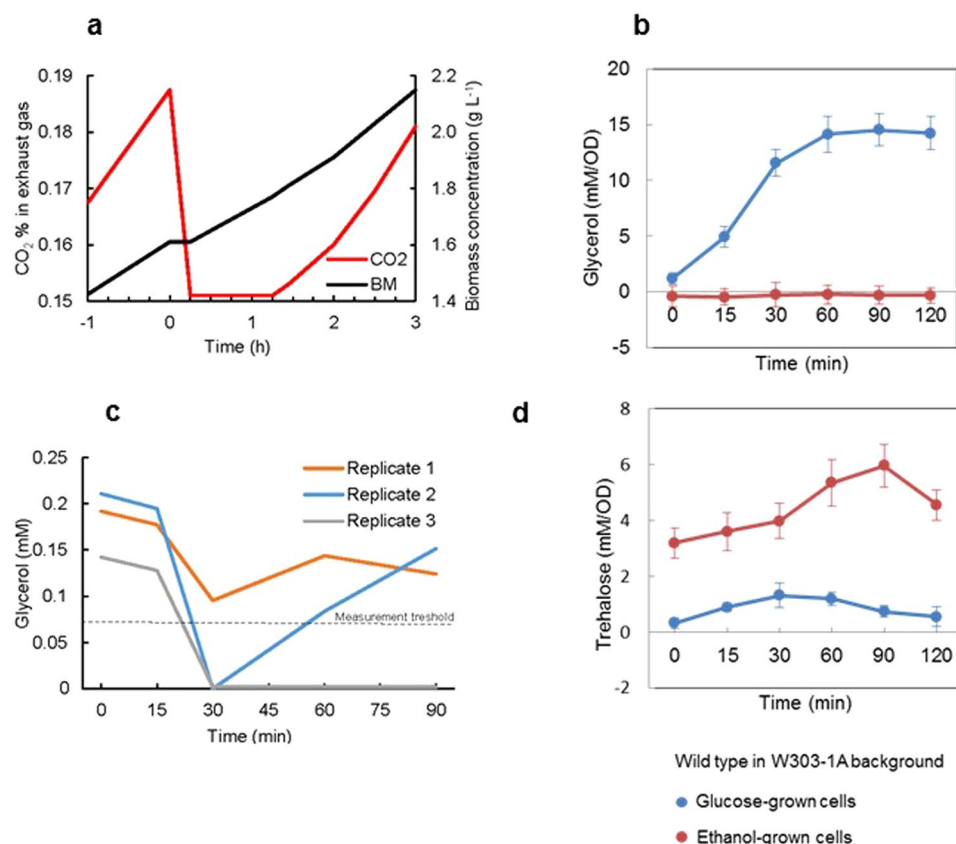 a
CO2 % in exhaust gas
0.19
0.18
0.17
0.16
0.15
2.2
2.0
1.8
1.6
1.4
Biomass concentration (g L-1)
CO2
BM
-1
0
1
2
3
Time (h)
b
Glycerol (mM/OD)
20
15
10
5
0
-5
0
15
30
60
90
120
Time (min)
c
Glycerol (mM)
0.25
0.2
0.15
0.1
0.05
0
Replicate 1
Replicate 2
Replicate 3
Measurement treshold
0
15
30
45
60
75
90
Time (min)
d
Trehalose (mM/OD)
8
6
4
2
0
-2
0
15
30
60
90
120
Time (min)
Wild type in W303-1A background
Glucose-grown cells
Ethanol-grown cells